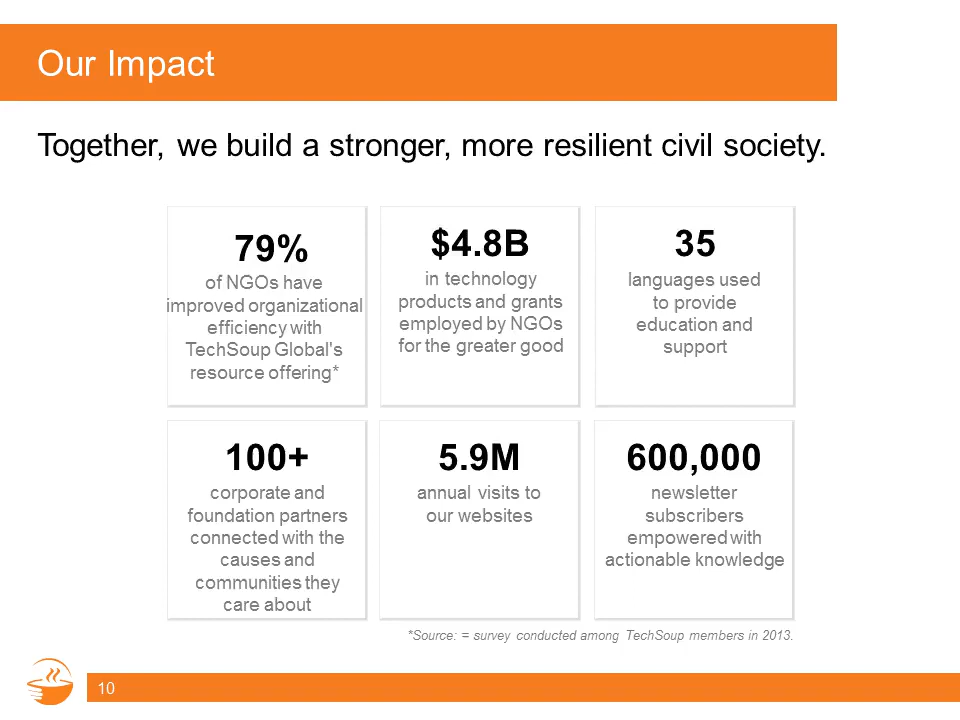 Our Impact
Together, we build a stronger, more resilient civil society.
79%
of NGOs have
improved organizational
efficiency with
TechSoup Global's
resource offering*
$4.8B
in technology
products and grants
employed by NGOs
for the greater good
35
languages used
to provide
education and
support
100+
corporate and
foundation partners
connected with the
causes and
communities they
care about
5.9M
annual visits to
our websites
600,000
newsletter
subscribers
empowered with
actionable knowledge
*Source: = survey conducted among TechSoup members in 2013.
10